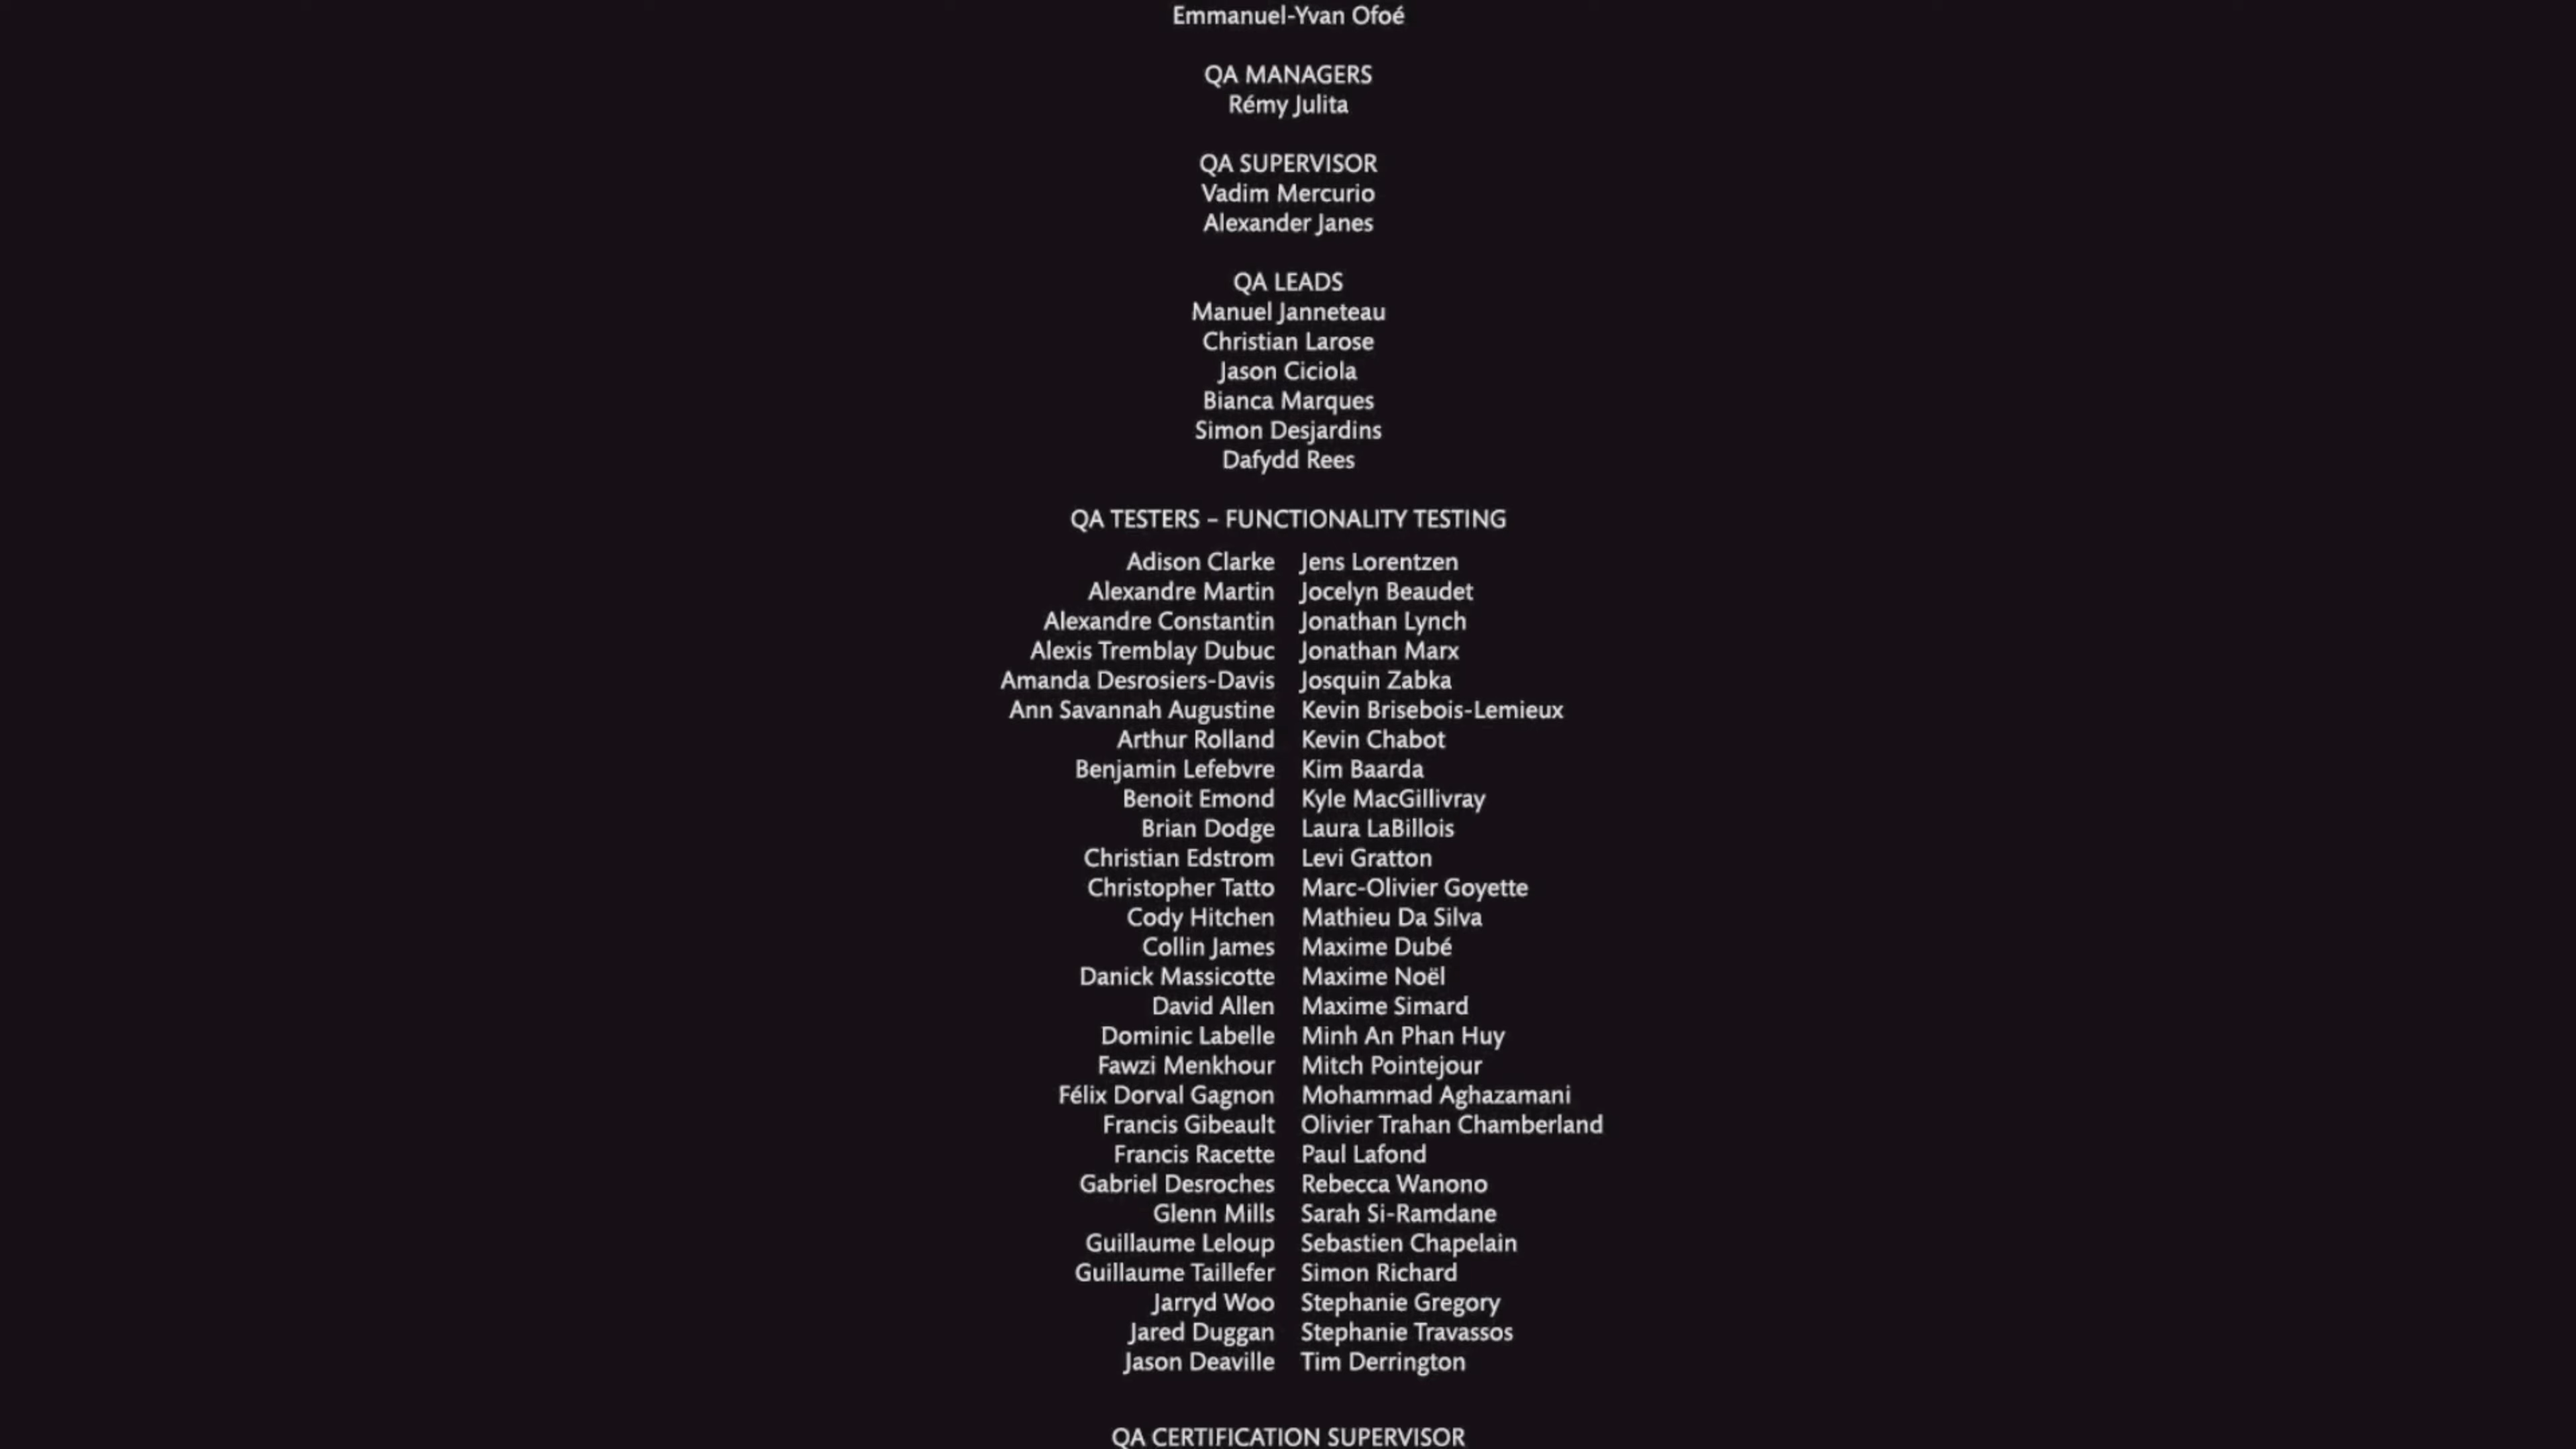 Emmanuel-Yvan Ofoé
QA MANAGERS
Rémy Julita
QA SUPERVISOR
Vadim Mercurio
Alexander Janes
QA LEADS
Manuel Janneteau
Christian Larose
Jason Ciciola
Bianca Marques
Simon Desjardins
Dafydd Rees
QA TESTERS – FUNCTIONALITY TESTING
Adison Clarke Jens Lorentzen
Alexandre Martin Jocelyn Beaudet
Alexandre Constantin Jonathan Lynch
Alexis Tremblay Dubuc Jonathan Marx
Amanda Desrosiers-Davis Josquin Zabka
Ann Savannah Augustine Kevin Brisebois-Lemieux
Arthur Rolland Kevin Chabot
Benjamin Lefebvre Kim Baarda
Benoit Emond Kyle MacGillivray
Brian Dodge Laura LaBillois
Christian Edstrom Levi Gratton
Christopher Tatto Marc-Olivier Goyette
Cody Hitchen Mathieu Da Silva
Collin James Maxime Dubé
Danick Massicotte Maxime Noël
David Allen Maxime Simard
Dominic Labelle Minh An Phan Huy
Fawzi Menkhour Mitch Pointejour
Félix Dorval Gagnon Mohammad Aghazamani
Francis Gibeault Olivier Trahan Chamberland
Francis Racette Paul Lafond
Gabriel Desroches Rebecca Wanono
Glenn Mills Sarah Si-Ramdane
Guillaume Leloup Sebastien Chapelain
Guillaume Taillefer Simon Richard
Jarryd Woo Stephanie Gregory
Jared Duggan Stephanie Travassos
Jason Deaville Tim Derrington
QA CERTIFICATION SUPERVISOR